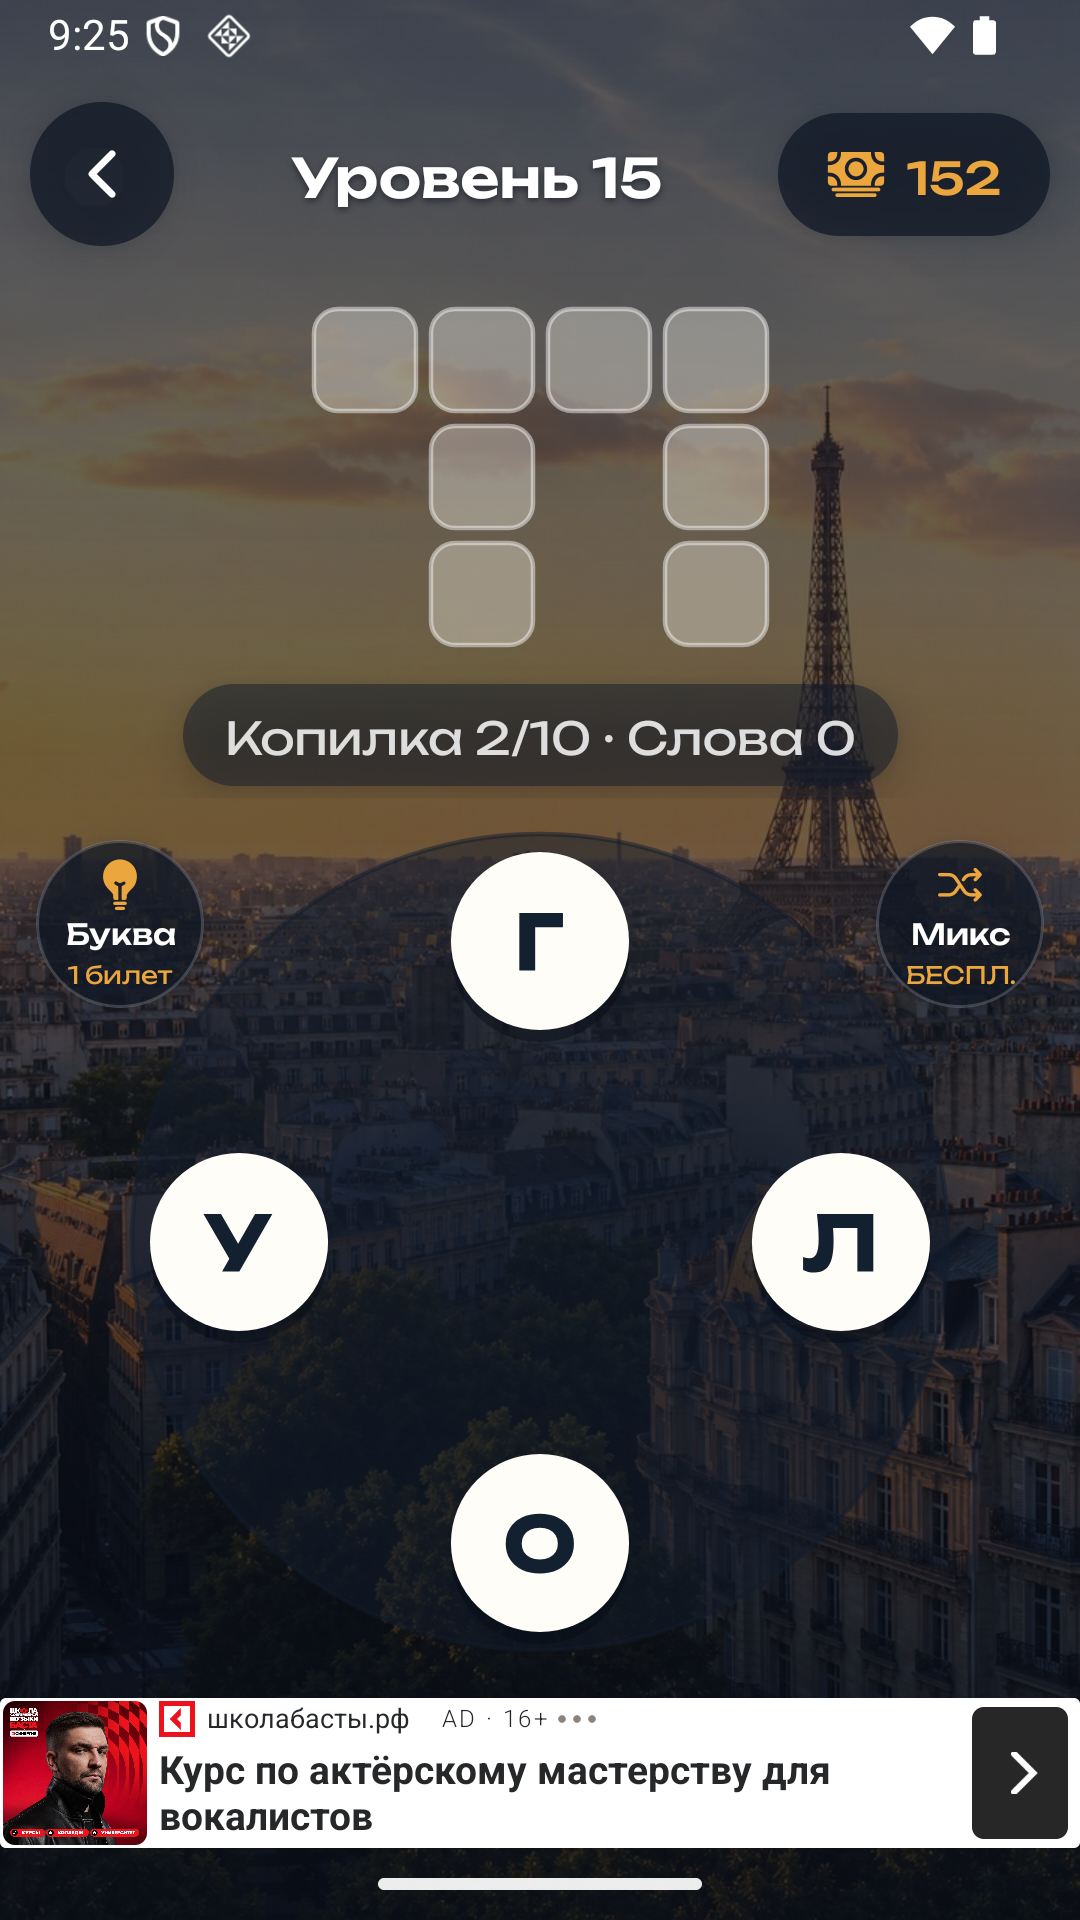 9:25
Уровень 15
152
Копилка 2/10 · Слова 0
Буква
1 билет
Микс
БЕСПЛ.
Г
У
Л
О
школабасты.рф AD · 16+
Курс по актёрскому мастерству для
вокалистов